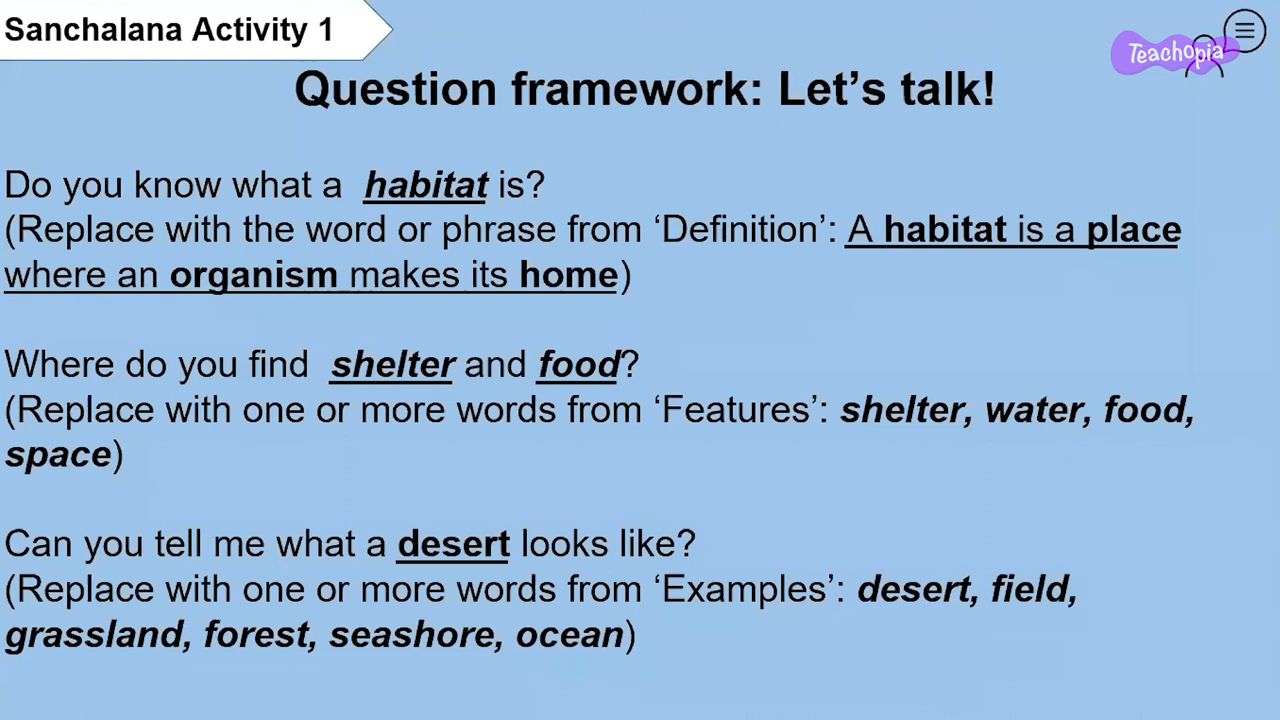 Sanchalana Activity 1
Teachopia
Question framework: Let’s talk!
Do you know what a habitat is?
(Replace with the word or phrase from ‘Definition’: A habitat is a place
where an organism makes its home)
Where do you find shelter and food?
(Replace with one or more words from ‘Features’: shelter, water, food,
space)
Can you tell me what a desert looks like?
(Replace with one or more words from ‘Examples’: desert, field,
grassland, forest, seashore, ocean)